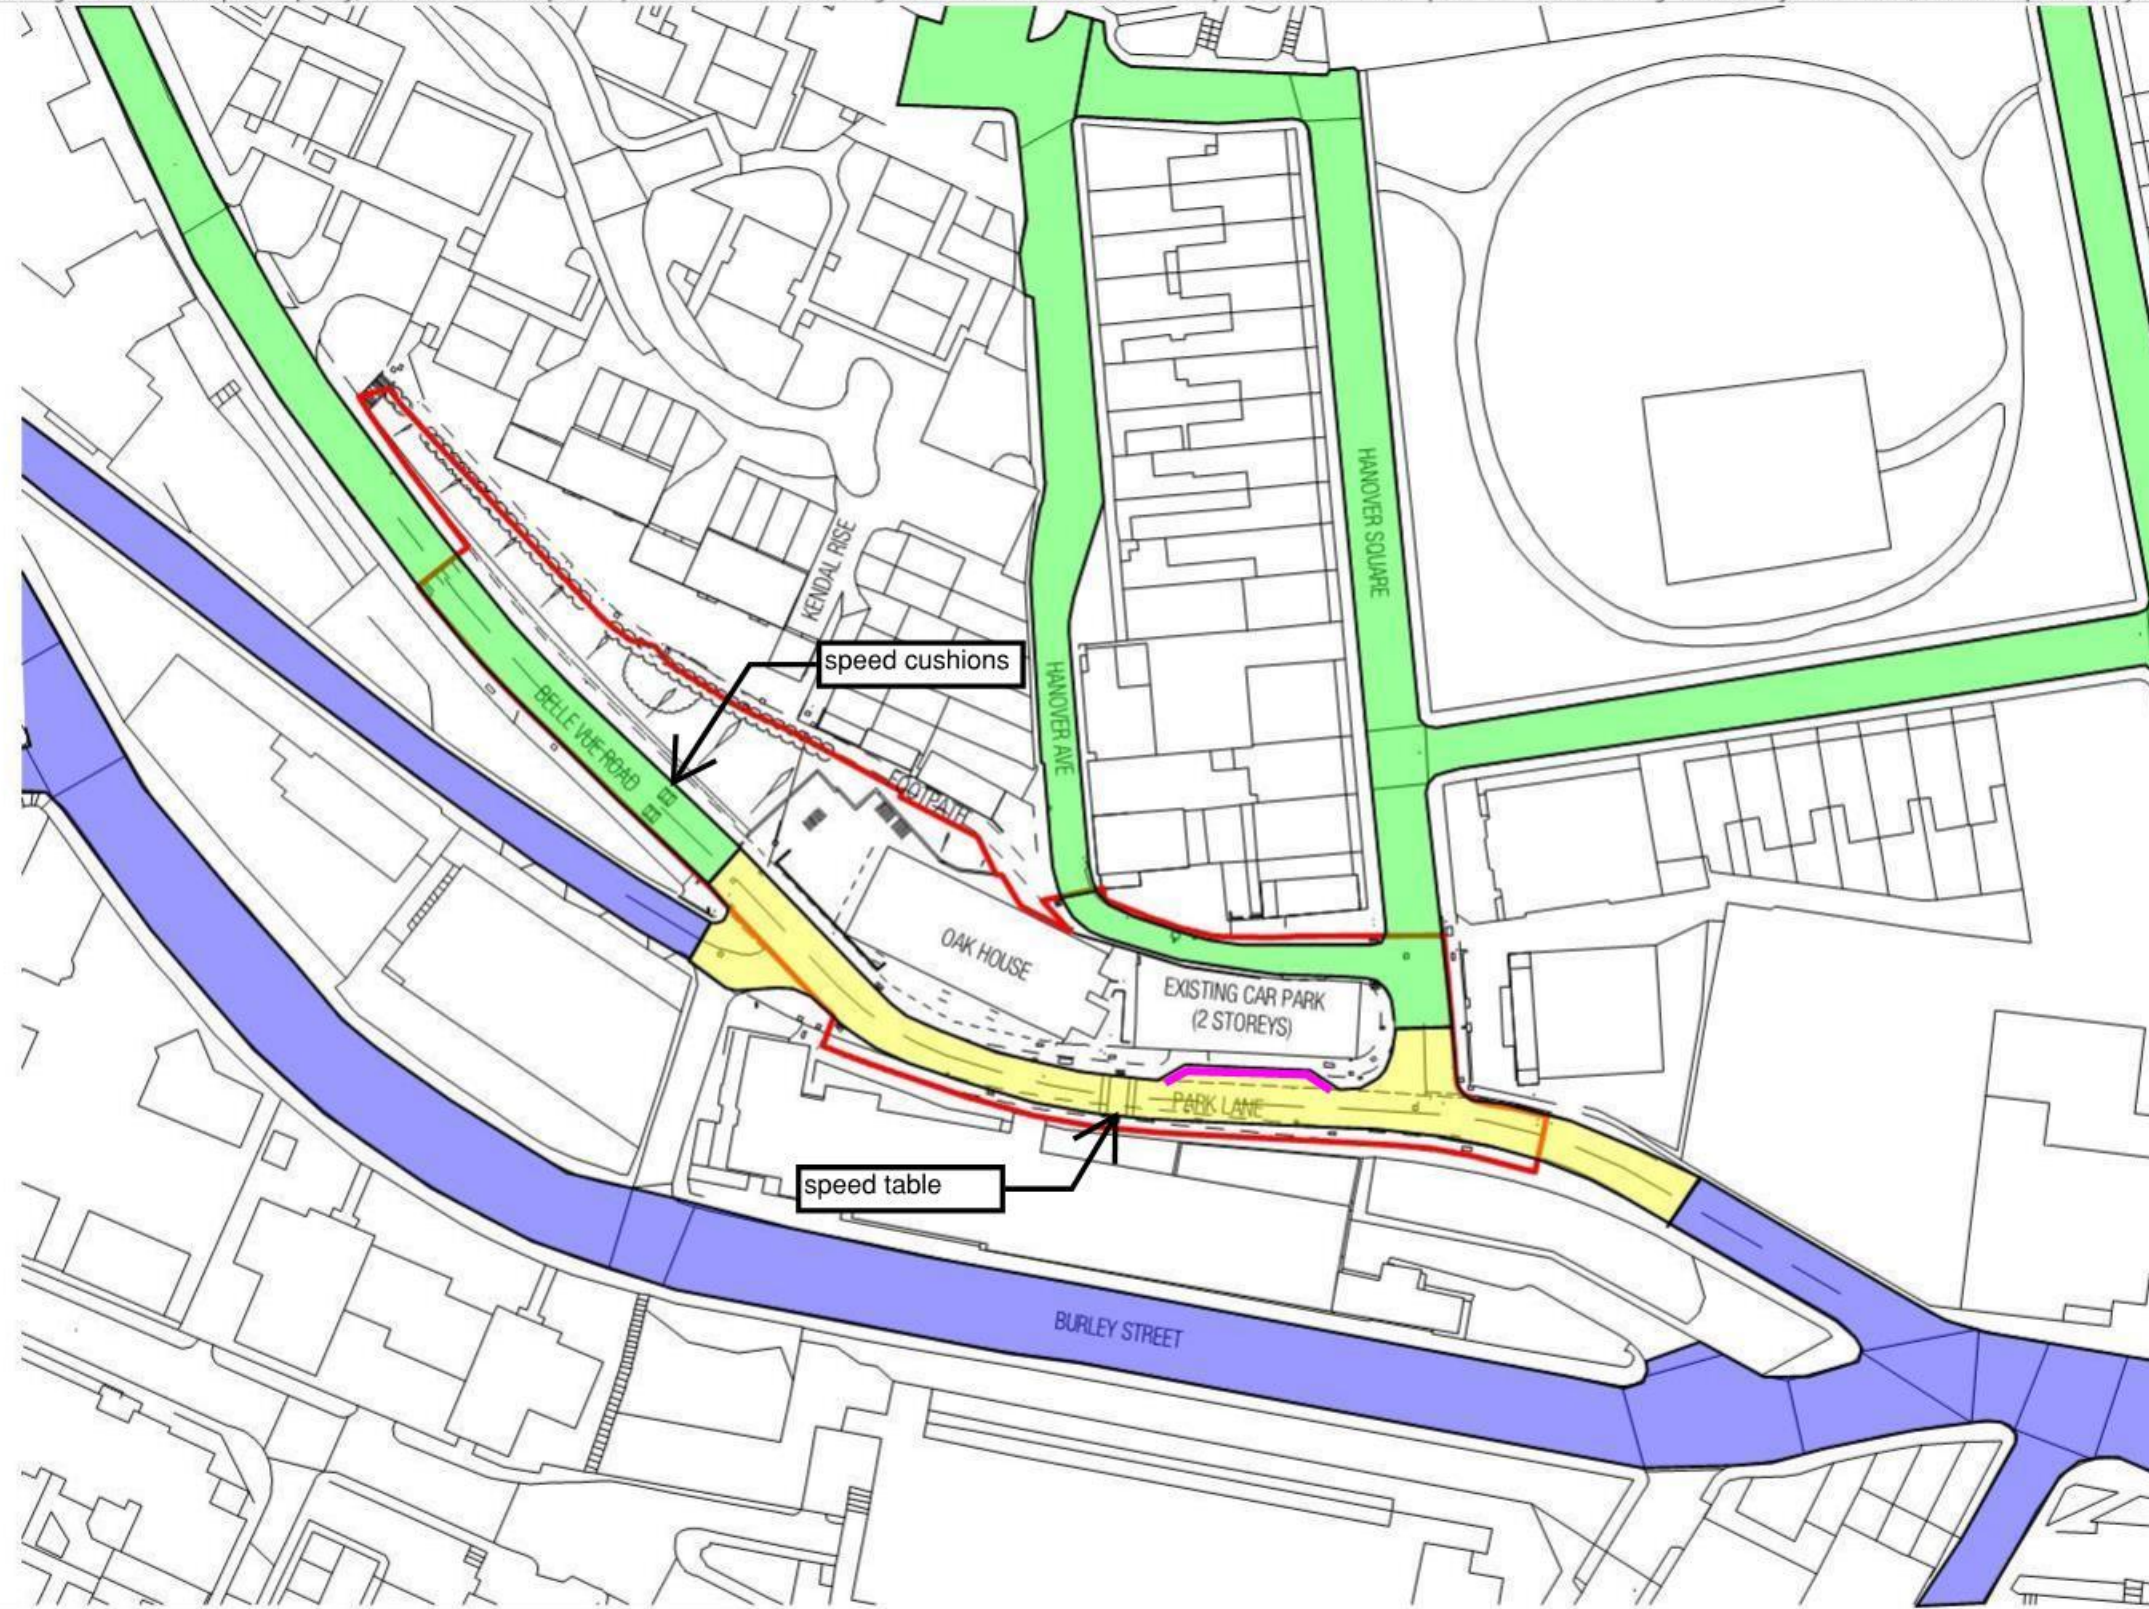 HANOVER SQUARE
KENDAL RISE
speed cushions
HANOVER AVE
BELLE VUE ROAD
FOOTPATH
OAK HOUSE
EXISTING CAR PARK
(2 STOREYS)
PARK LANE
speed table
BURLEY STREET